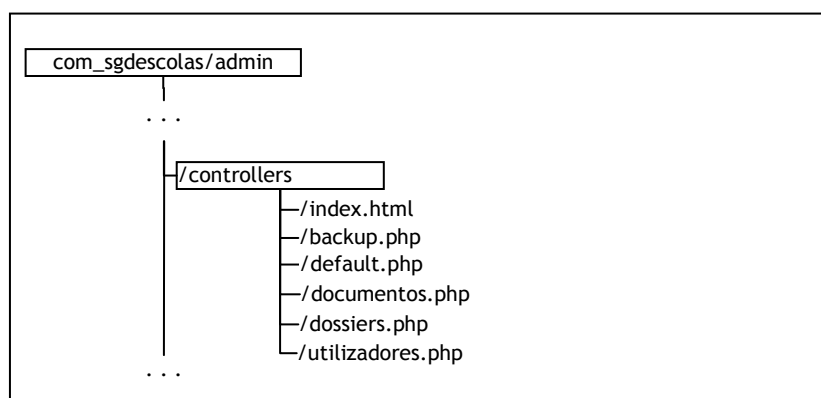 com_sgdescolas/admin
. . .
/controllers
/index.html
/backup.php
/default.php
/documentos.php
/dossiers.php
/utilizadores.php
. . .